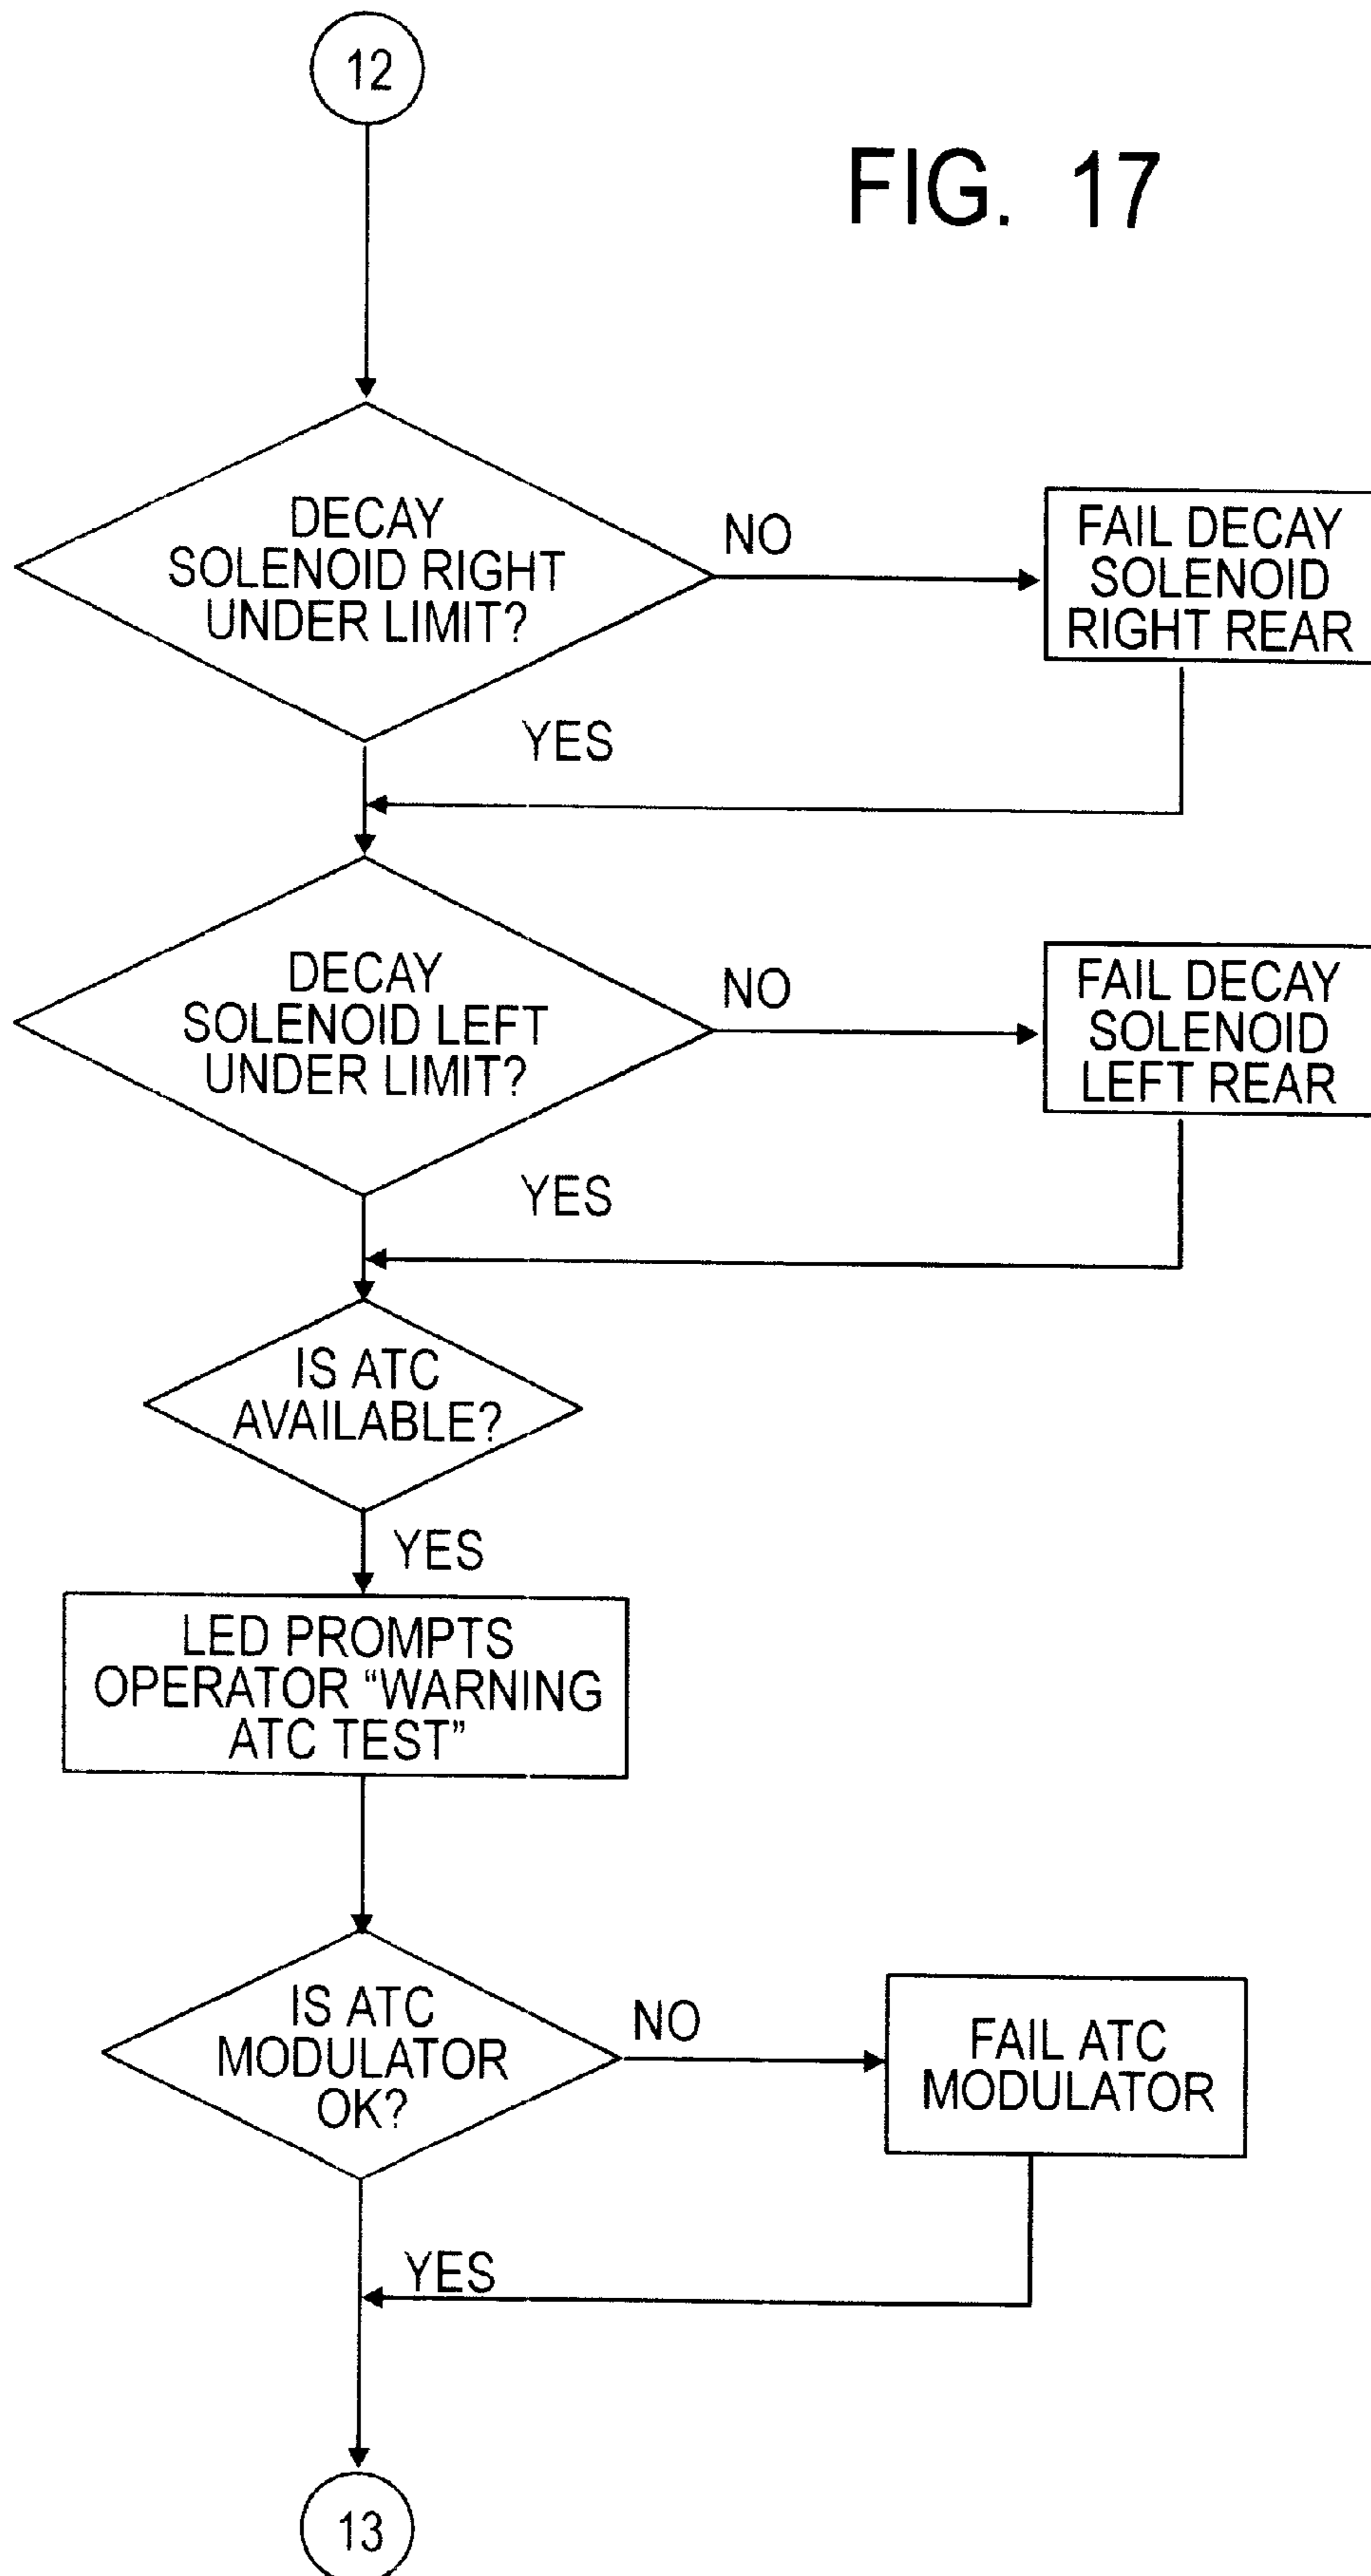 12
FIG. 17
DECAY
SOLENOID RIGHT
UNDER LIMIT?
NO
FAIL DECAY
SOLENOID
RIGHT REAR
YES
DECAY
SOLENOID LEFT
UNDER LIMIT?
NO
FAIL DECAY
SOLENOID
LEFT REAR
YES
IS ATC
AVAILABLE?
YES
LED PROMPTS
OPERATOR “WARNING
ATC TEST”
IS ATC
MODULATOR
OK?
NO
FAIL ATC
MODULATOR
YES
13